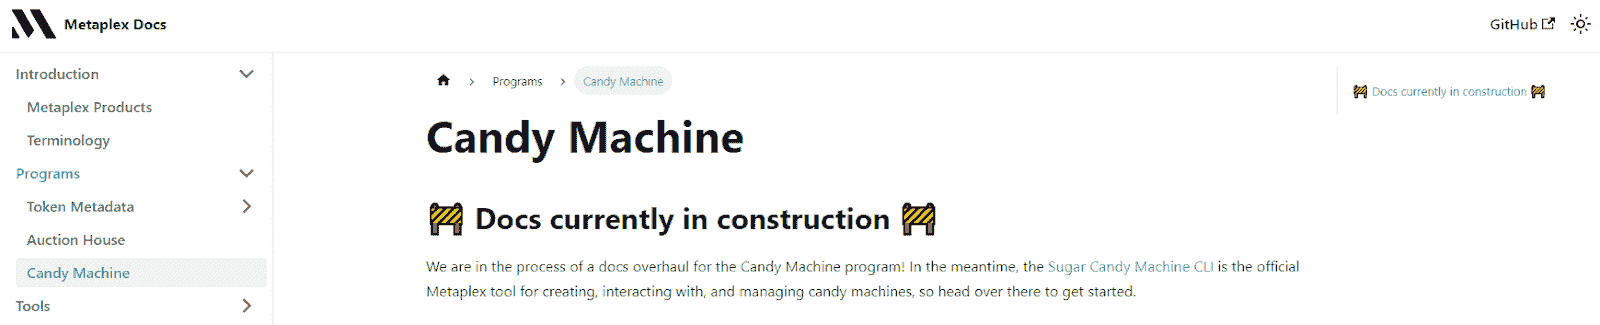 Metaplex Docs
GitHub
Introduction
Metaplex Products
Terminology
Programs
Token Metadata
Auction House
Candy Machine
Tools
Programs
Candy Machine
Candy Machine
🚧 Docs currently in construction 🚧
We are in the process of a docs overhaul for the Candy Machine program! In the meantime, the Sugar Candy Machine CLI is the official
Metaplex tool for creating, interacting with, and managing candy machines, so head over there to get started.
🚧 Docs currently in construction 🚧